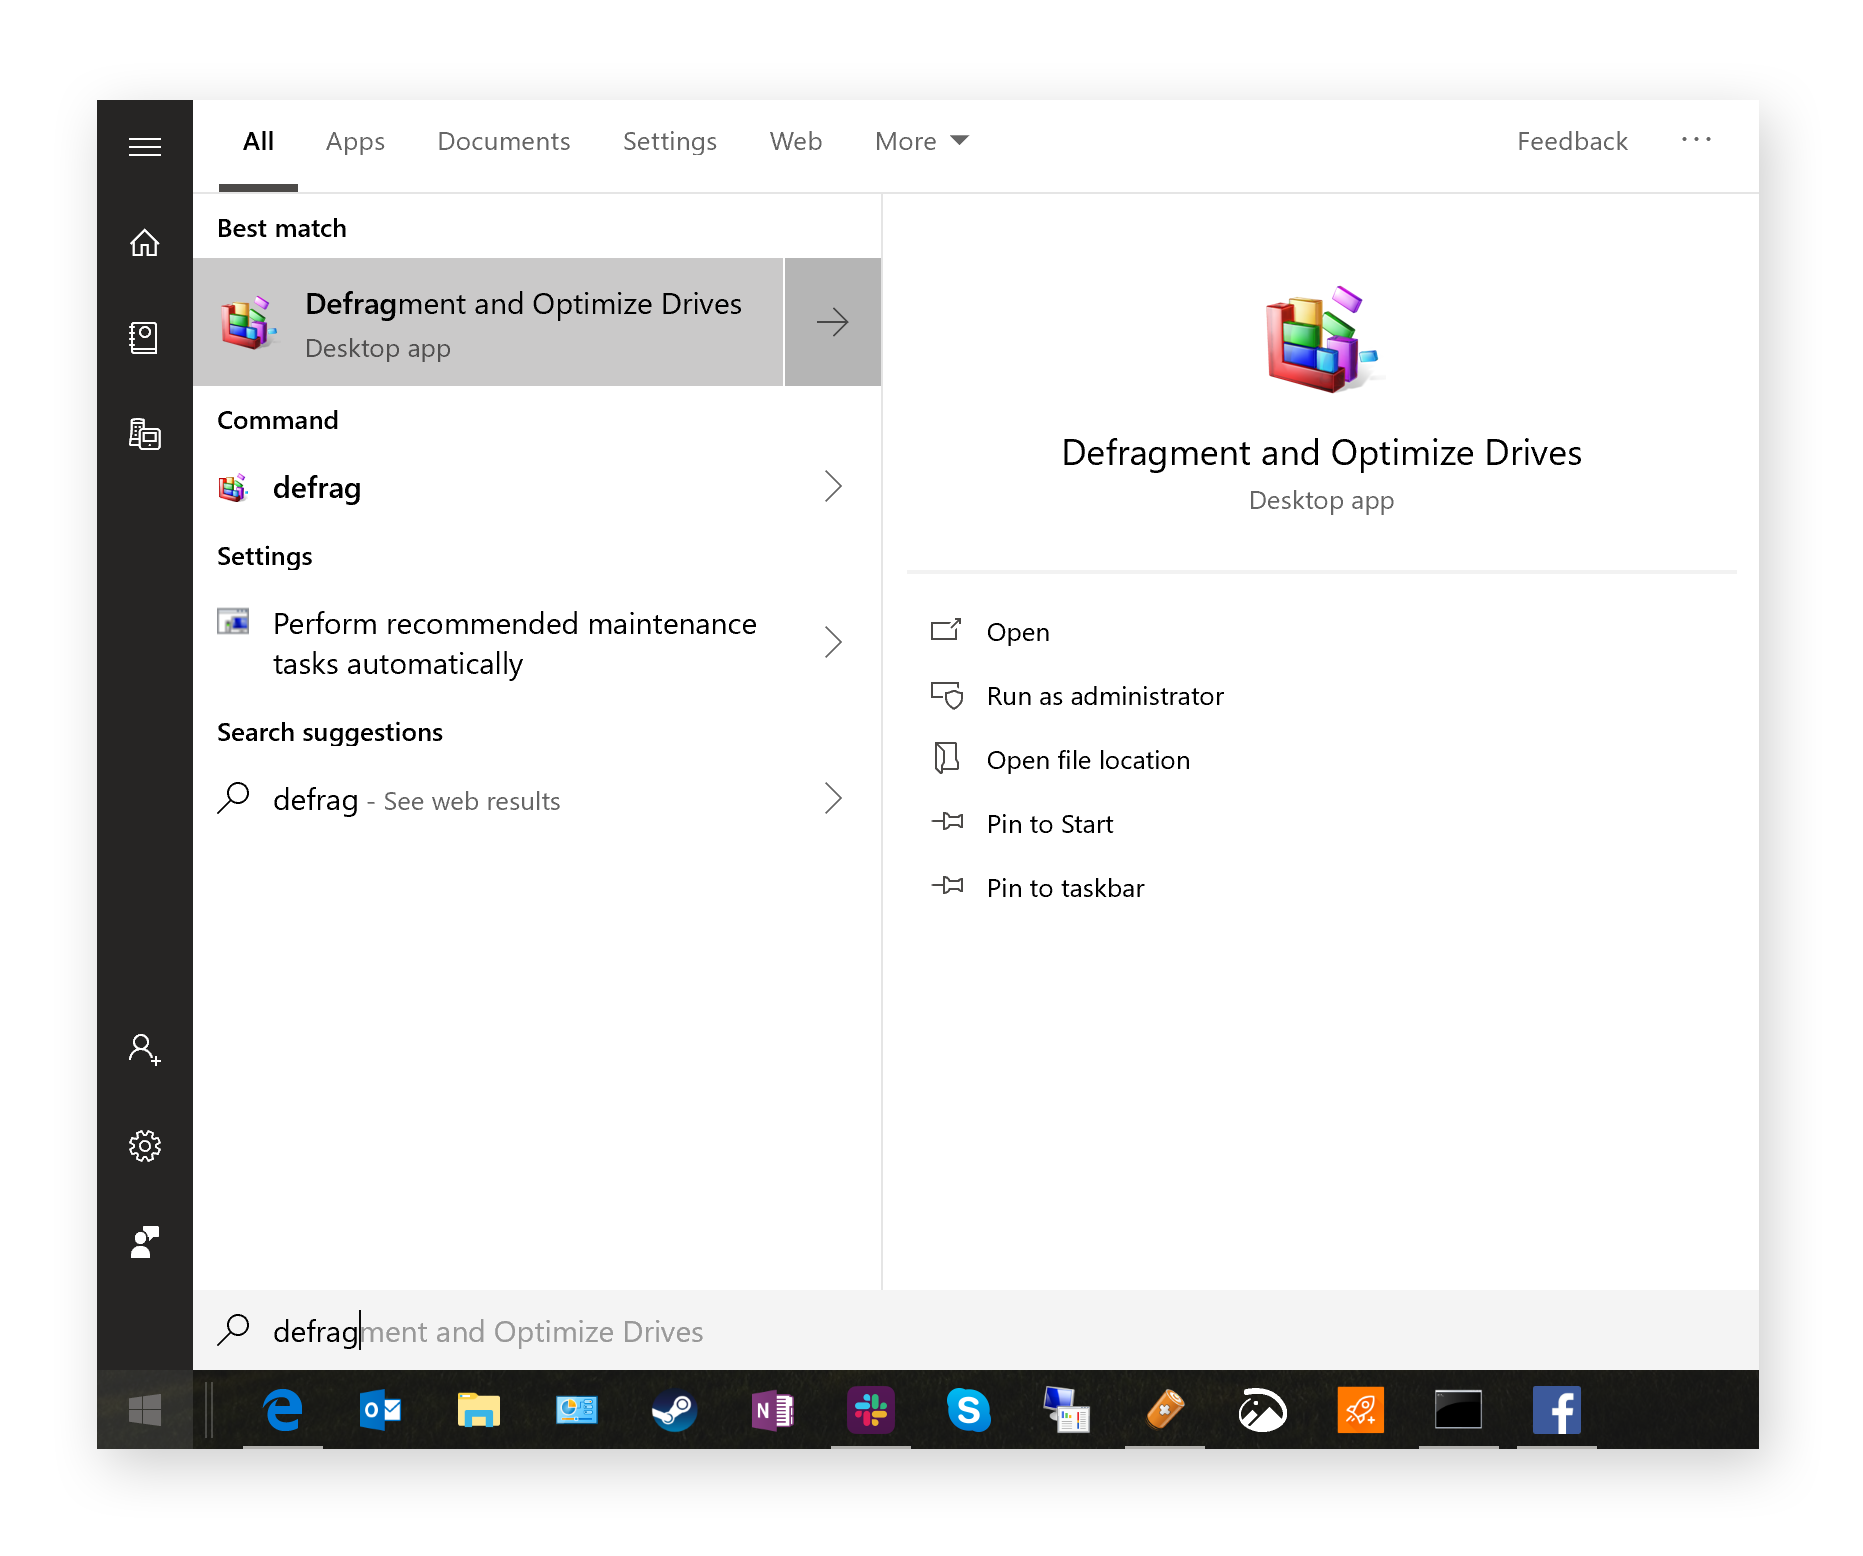 All Apps Documents Settings Web More Feedback ...
Best match
Defragment and Optimize Drives
Desktop app
Command
defrag
Settings
Perform recommended maintenance
tasks automatically
Search suggestions
defrag - See web results
Defragment and Optimize Drives
Desktop app
Open
Run as administrator
Open file location
Pin to Start
Pin to taskbar
defragment and Optimize Drives